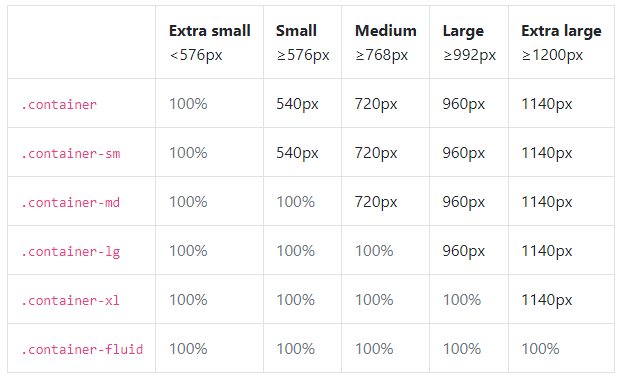 Extra small Small Medium Large Extra large
<576px ≥576px ≥768px ≥992px ≥1200px
.container 100% 540px 720px 960px 1140px
.container-sm 100% 540px 720px 960px 1140px
.container-md 100% 100% 720px 960px 1140px
.container-lg 100% 100% 100% 960px 1140px
.container-xl 100% 100% 100% 100% 1140px
.container-fluid 100% 100% 100% 100% 100%